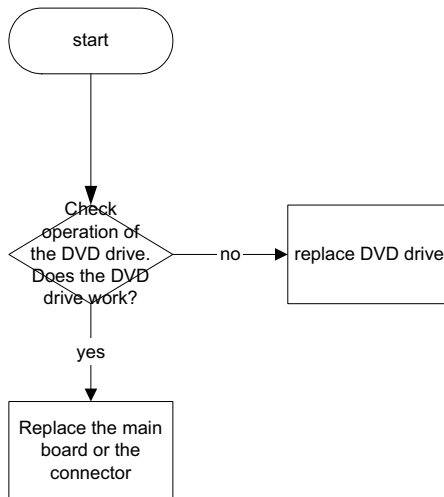 start
Check
operation of
the DVD drive.
Does the DVD
drive work?
no
replace DVD drive
yes
Replace the main
board or the
connector